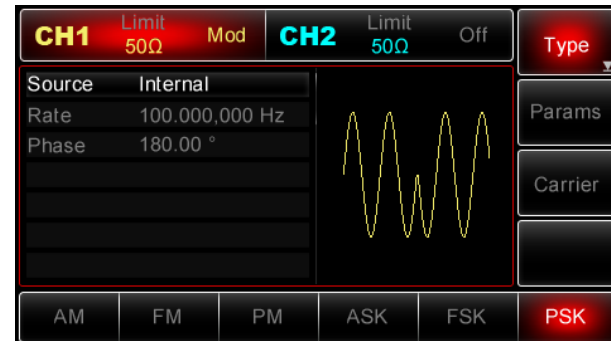 CH1 Limit 50Ω Mod CH2 Limit 50Ω Off Type
Source Internal
Rate 100.000,000 Hz
Phase 180.00 °
Params
Carrier
AM FM PM ASK FSK PSK